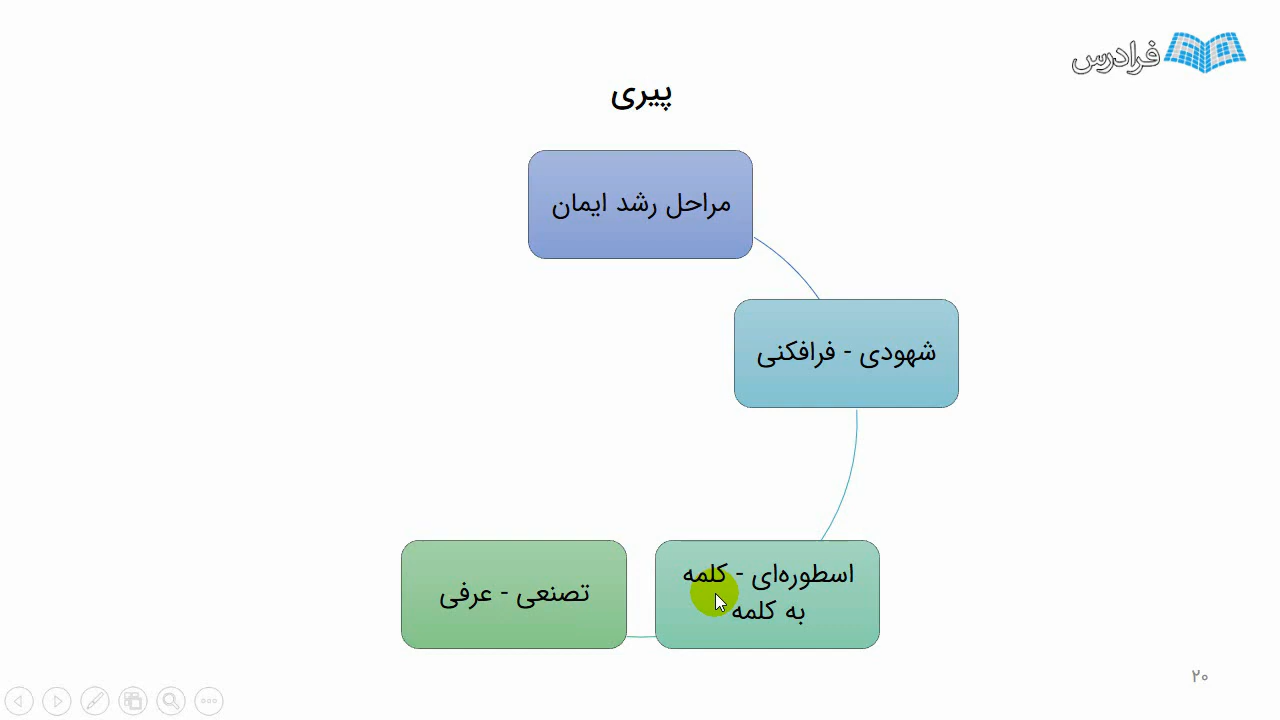 فرادرس
پیری
مراحل رشد ایمان
شهودی - فرافکنی
اسطوره‌ای - کلمه
به کلمه
تصنعی - عرفی
۲۰